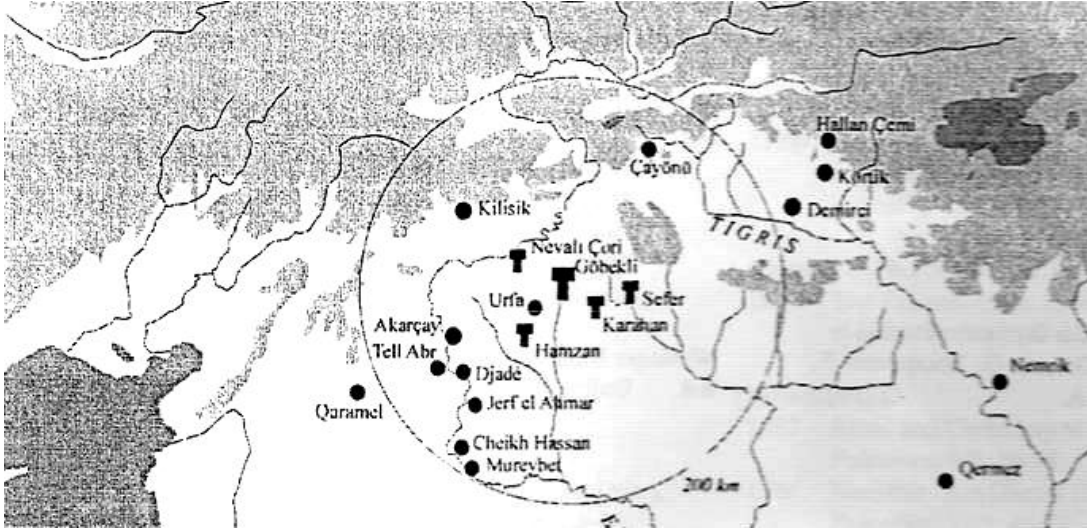 Hallan Çemi
Çayönü
Körtik
Kilisik
Demirci
TIGRIS
Nevalı Çori
Göbekli
Urfa
Sefer
Karahan
Akarçay
Hamzan
Tell Abr
Djadé
Nemrik
Qaramel
Jerf el Ahmar
Cheikh Hassan
Mureybet
Qermez
200 km